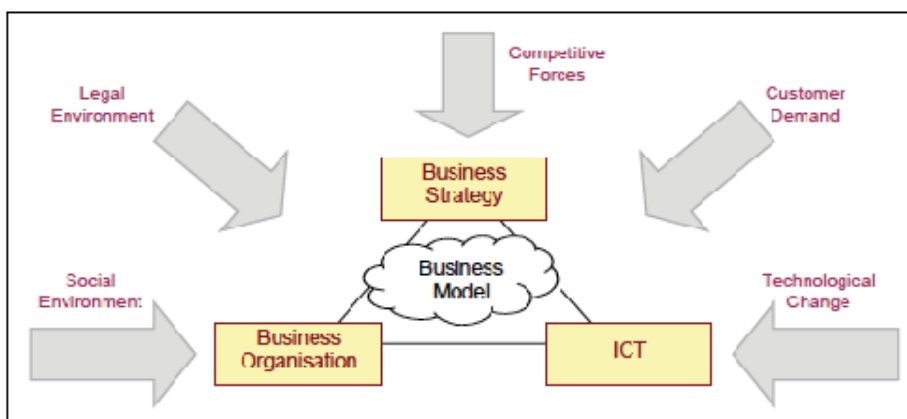 Competitive
Forces
Legal
Environment
Customer
Demand
Business
Strategy
Business
Model
Social
Environment
Technological
Change
Business
Organisation
ICT